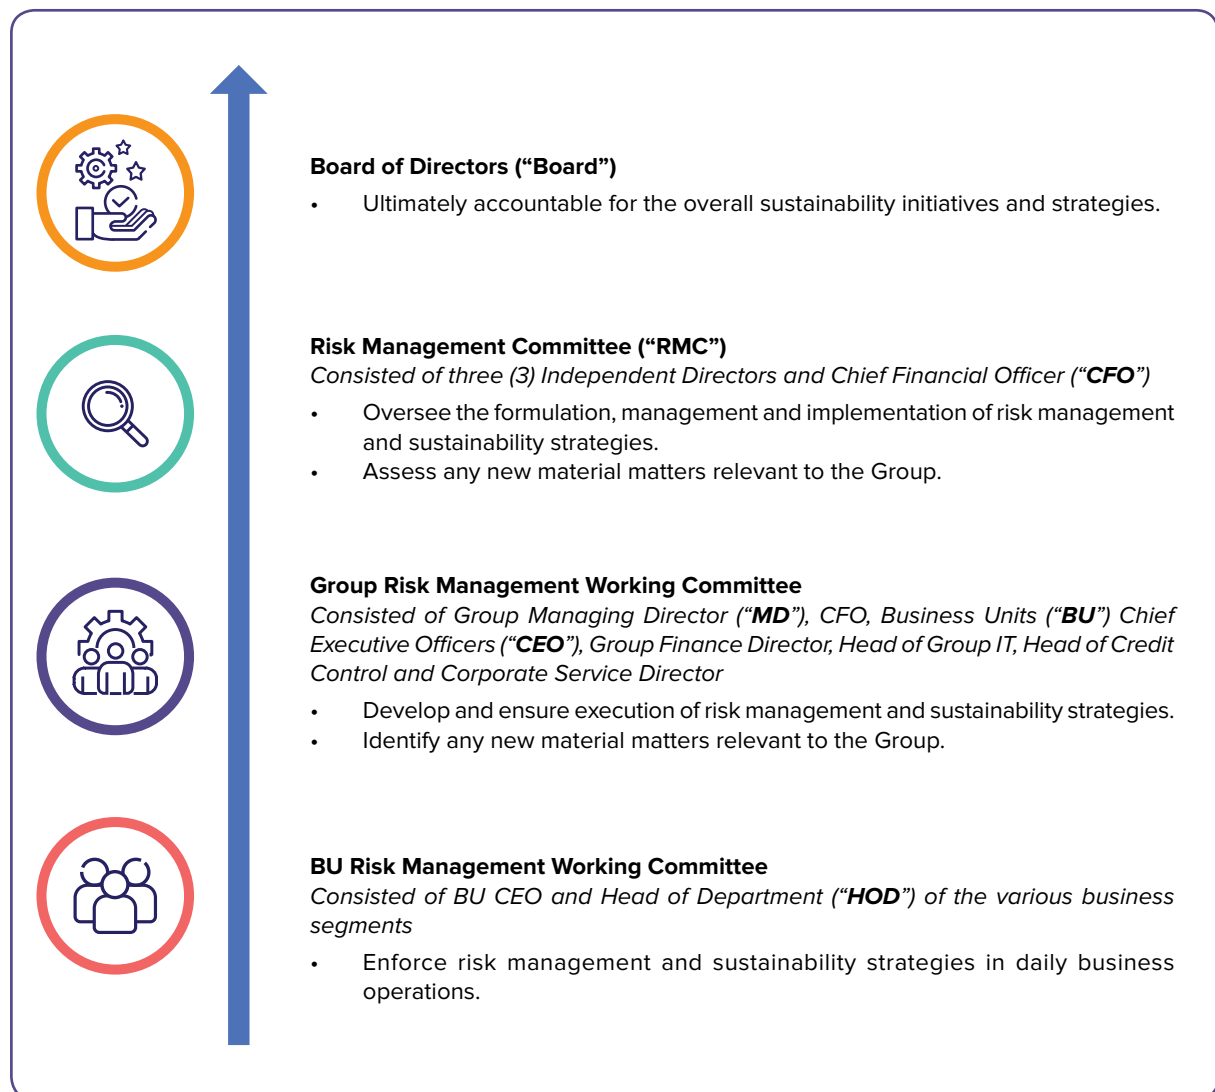 Board of Directors (“Board”)
• Ultimately accountable for the overall sustainability initiatives and strategies.
Risk Management Committee (“RMC”)
Consisted of three (3) Independent Directors and Chief Financial Officer (“CFO”)
• Oversee the formulation, management and implementation of risk management
and sustainability strategies.
• Assess any new material matters relevant to the Group.
Group Risk Management Working Committee
Consisted of Group Managing Director (“MD”), CFO, Business Units (“BU”) Chief
Executive Officers (“CEO”), Group Finance Director, Head of Group IT, Head of Credit
Control and Corporate Service Director
• Develop and ensure execution of risk management and sustainability strategies.
• Identify any new material matters relevant to the Group.
BU Risk Management Working Committee
Consisted of BU CEO and Head of Department (“HOD”) of the various business
segments
• Enforce risk management and sustainability strategies in daily business
operations.